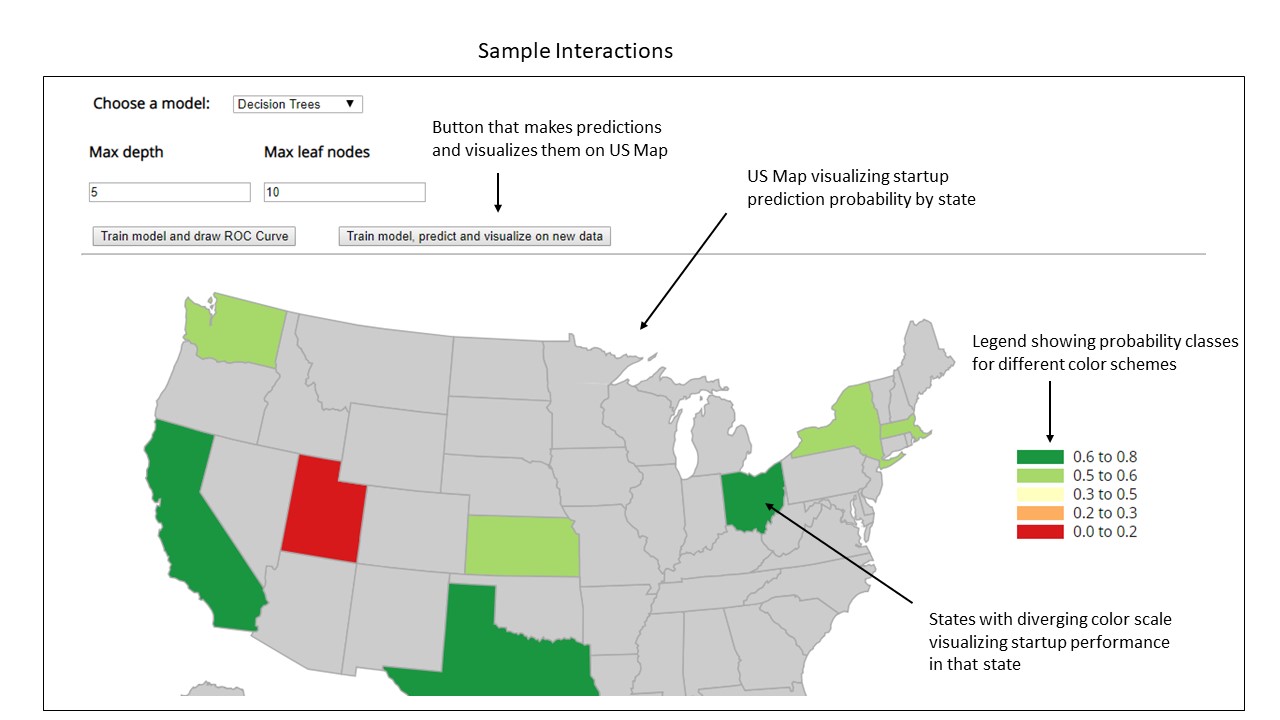 Sample Interactions
Choose a model: Decision Trees
Button that makes predictions
and visualizes them on US Map
Max depth Max leaf nodes
5 10
US Map visualizing startup
prediction probability by state
Train model and draw ROC Curve Train model, predict and visualize on new data
Legend showing probability classes
for different color schemes
0.6 to 0.8
0.5 to 0.6
0.3 to 0.5
0.2 to 0.3
0.0 to 0.2
States with diverging color scale
visualizing startup performance
in that state